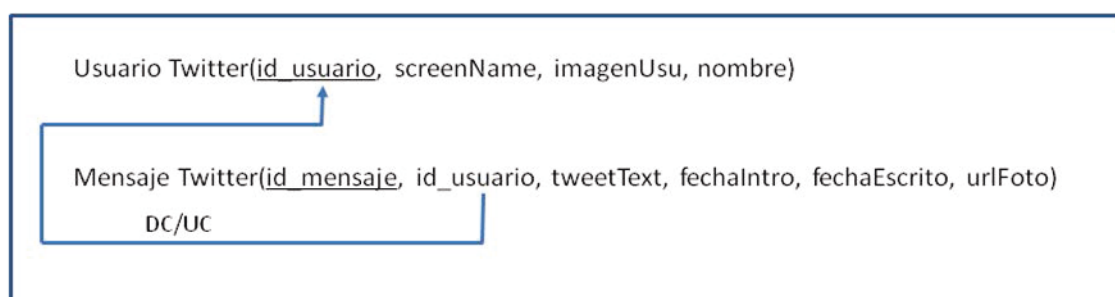 Usuario Twitter(id_usuario, screenName, imagenUsu, nombre)
Mensaje Twitter(id_mensaje, id_usuario, tweetText, fechaIntro, fechaEscrito, urlFoto)
DC/UC